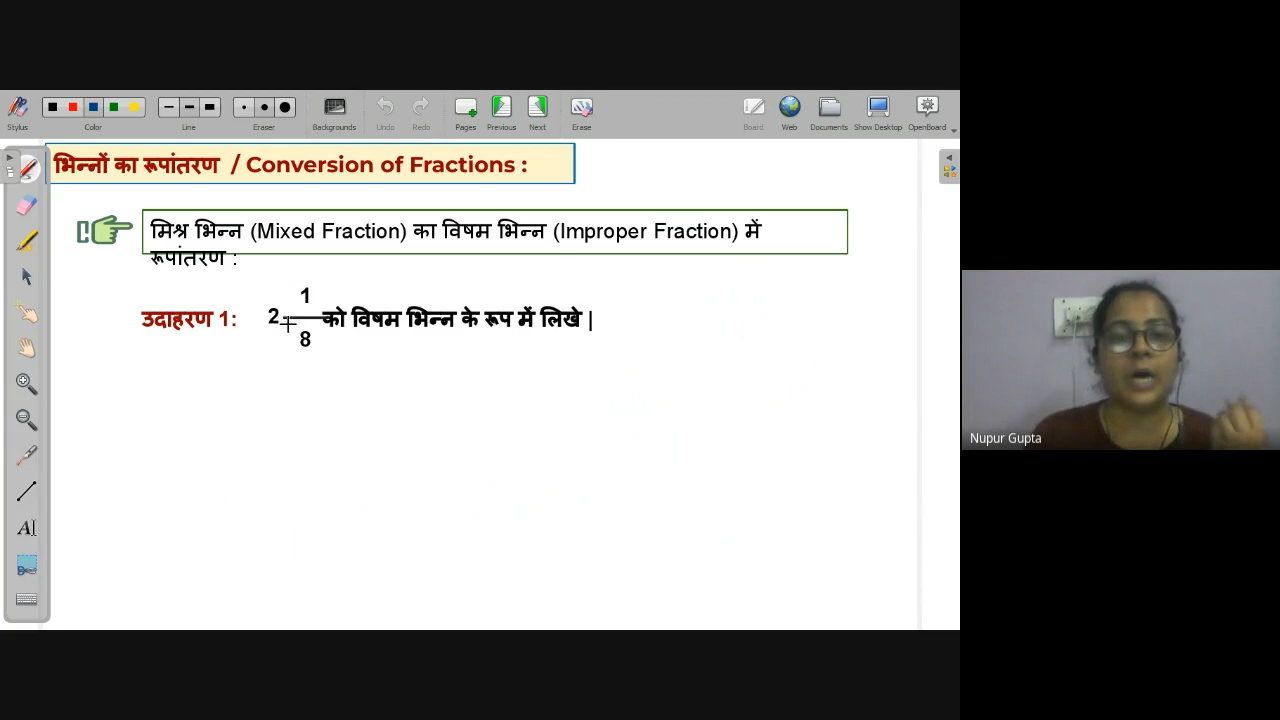 Stylus Color Line Eraser Backgrounds Undo Redo Pages Previous Next Erase Board Web Documents Show Desktop OpenBoard
भिन्नों का रूपांतरण / Conversion of Fractions :
मिश्र भिन्न (Mixed Fraction) का विषम भिन्न (Improper Fraction) में
रूपांतरण :
उदाहरण 1: 2 1/8 को विषम भिन्न के रूप में लिखे |
Nupur Gupta